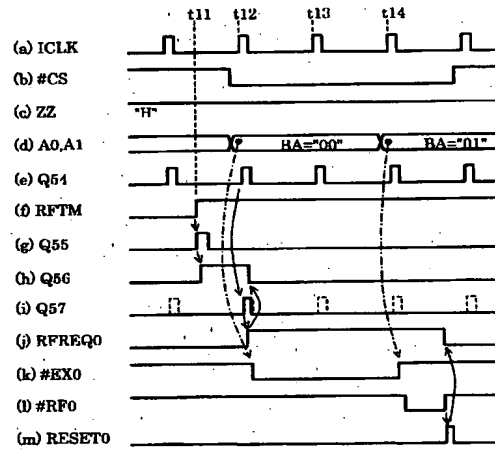 t11 t12 t13 t14
(a) ICLK
(b) #CS
(c) ZZ "H"
(d) A0,A1 BA="00" BA="01"
(e) Q54
(f) RFTM
(g) Q55
(h) Q56
(i) Q57
(j) RFREQ0
(k) #EX0
(l) #RF0
(m) RESET0